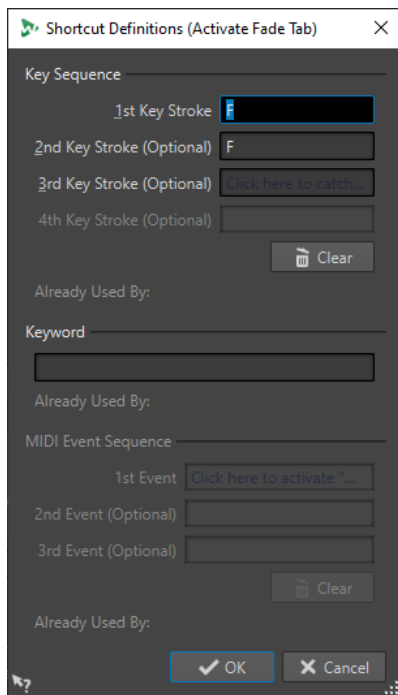 Shortcut Definitions (Activate Fade Tab)
Key Sequence
1st Key Stroke F
2nd Key Stroke (Optional) F
3rd Key Stroke (Optional) Click here to catch...
4th Key Stroke (Optional)
Clear
Already Used By:
Keyword
Already Used By:
MIDI Event Sequence
1st Event Click here to activate "...
2nd Event (Optional)
3rd Event (Optional)
Clear
Already Used By:
OK Cancel